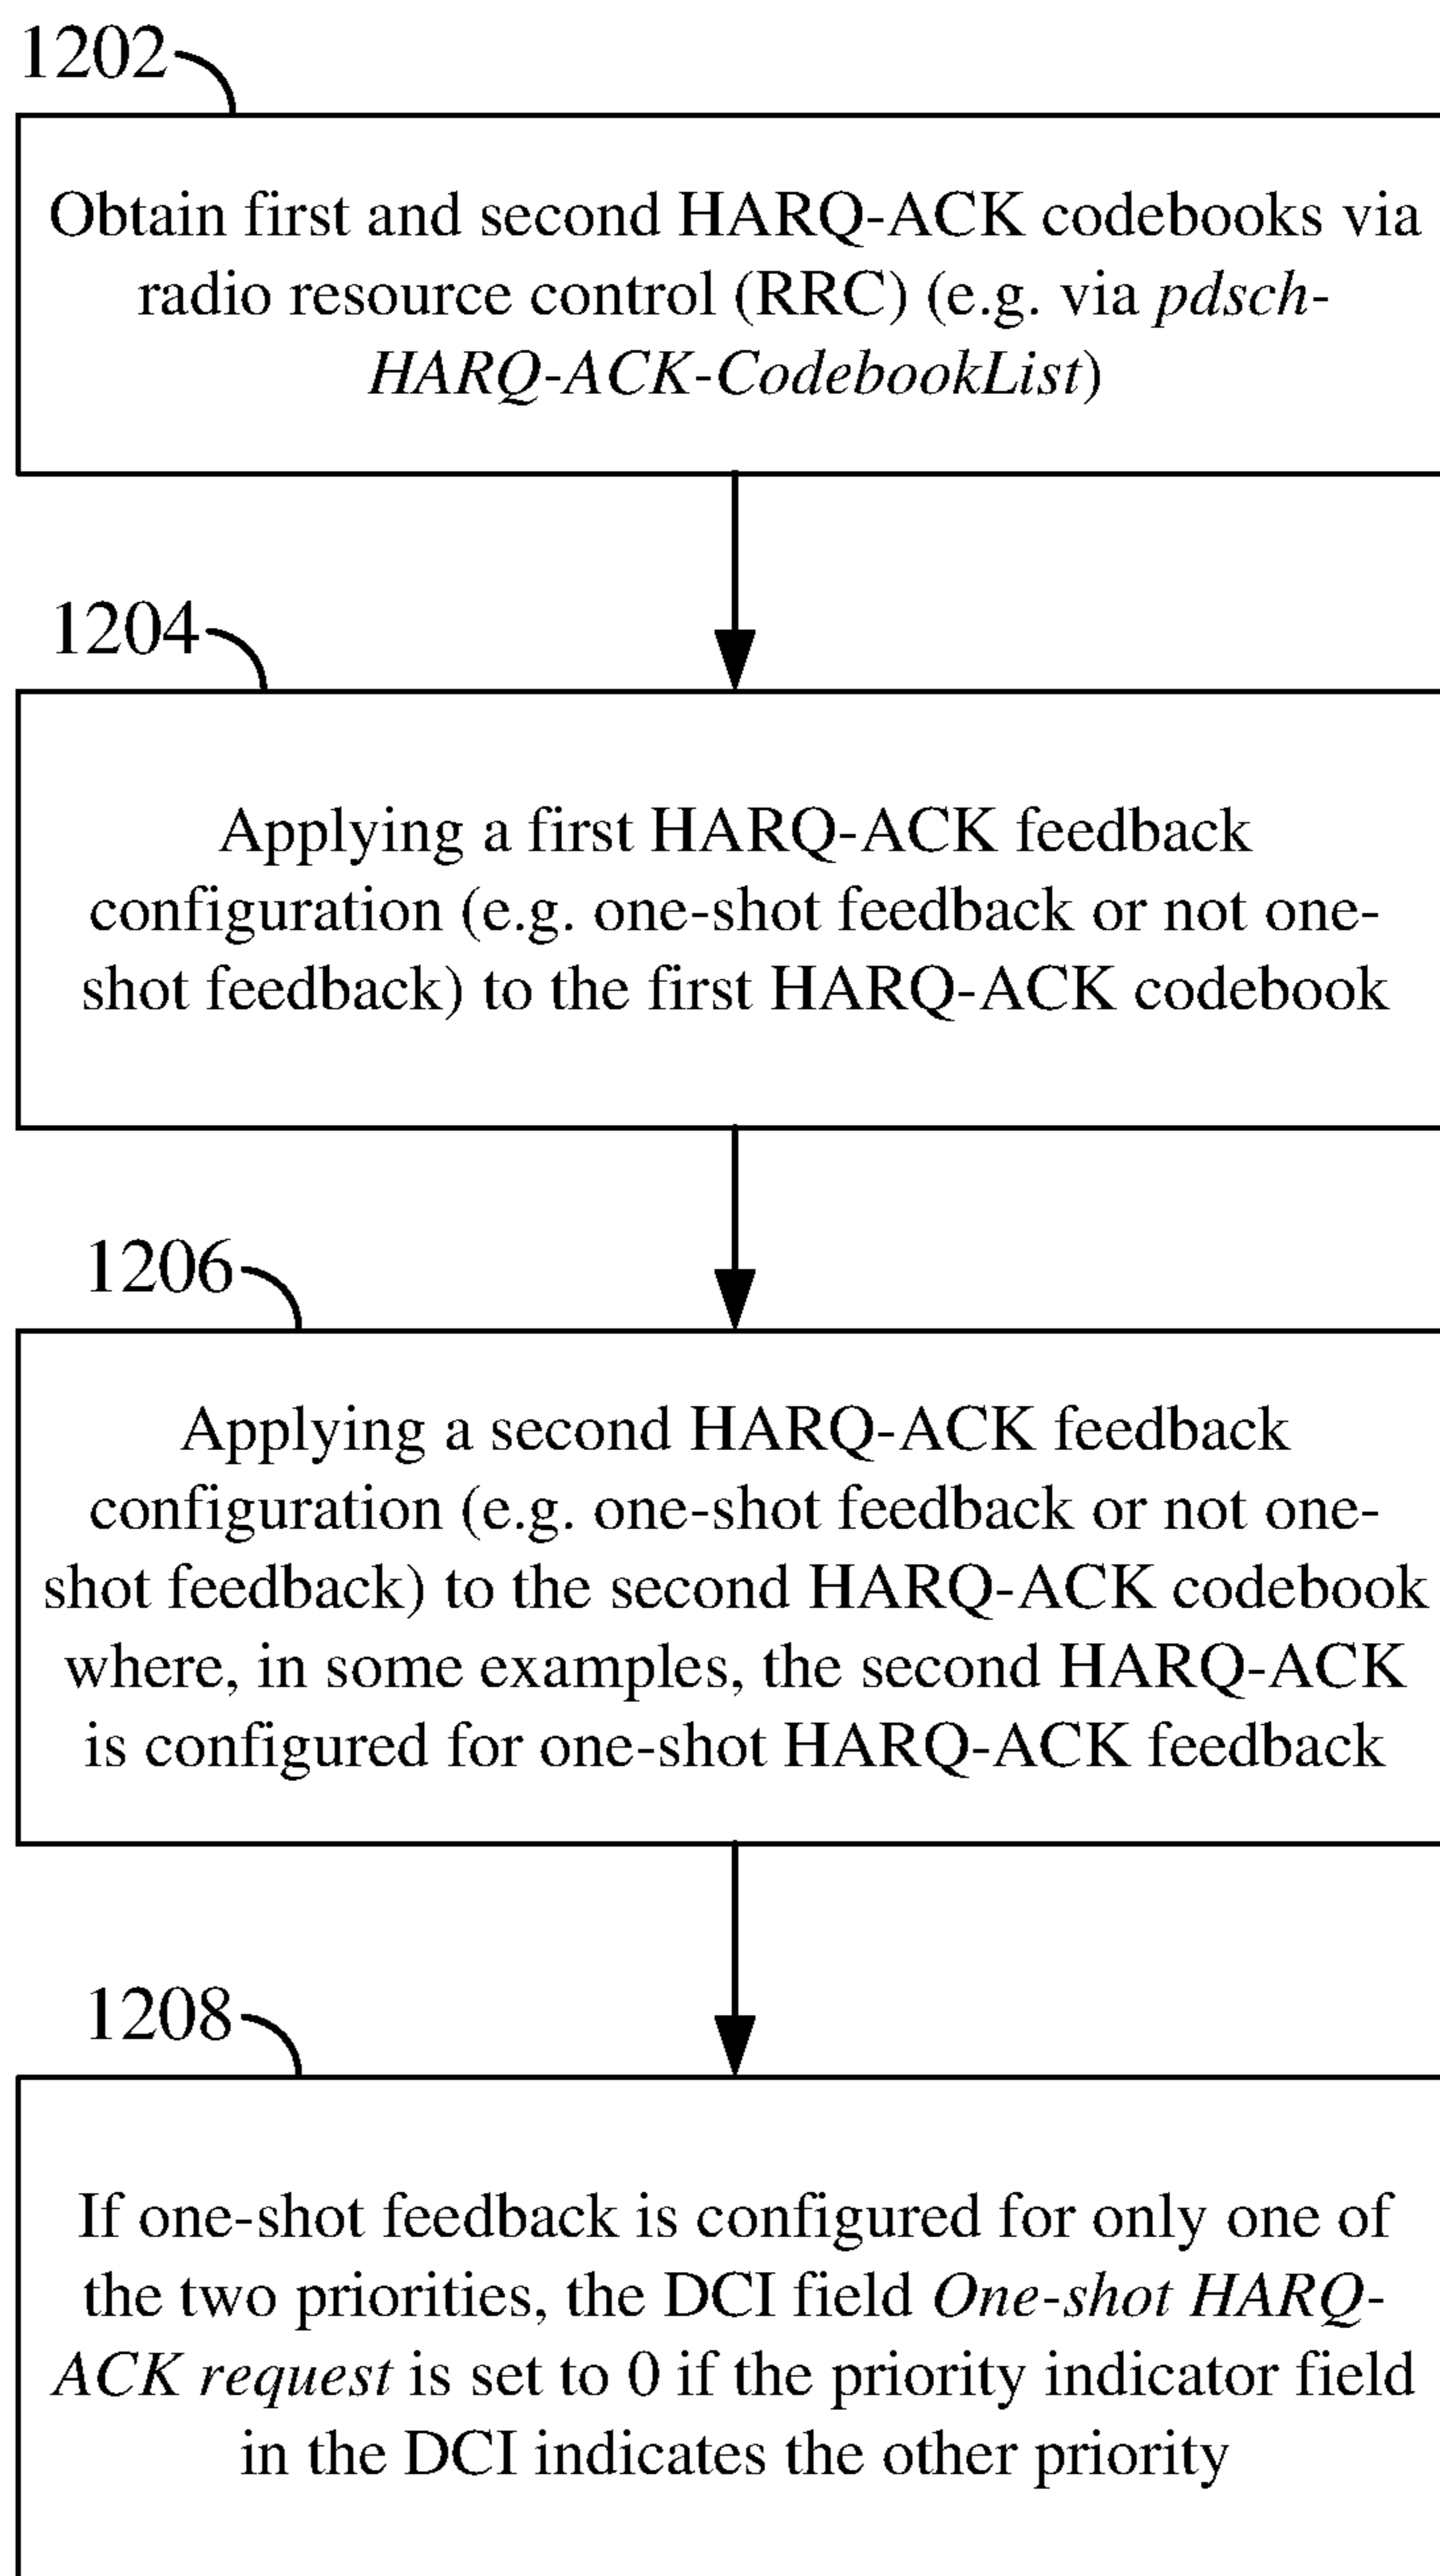 1202
Obtain first and second HARQ-ACK codebooks via
radio resource control (RRC) (e.g. via pdsch-
HARQ-ACK-CodebookList)
1204
Applying a first HARQ-ACK feedback
configuration (e.g. one-shot feedback or not one-
shot feedback) to the first HARQ-ACK codebook
1206
Applying a second HARQ-ACK feedback
configuration (e.g. one-shot feedback or not one-
shot feedback) to the second HARQ-ACK codebook
where, in some examples, the second HARQ-ACK
is configured for one-shot HARQ-ACK feedback
1208
If one-shot feedback is configured for only one of
the two priorities, the DCI field One-shot HARQ-
ACK request is set to 0 if the priority indicator field
in the DCI indicates the other priority